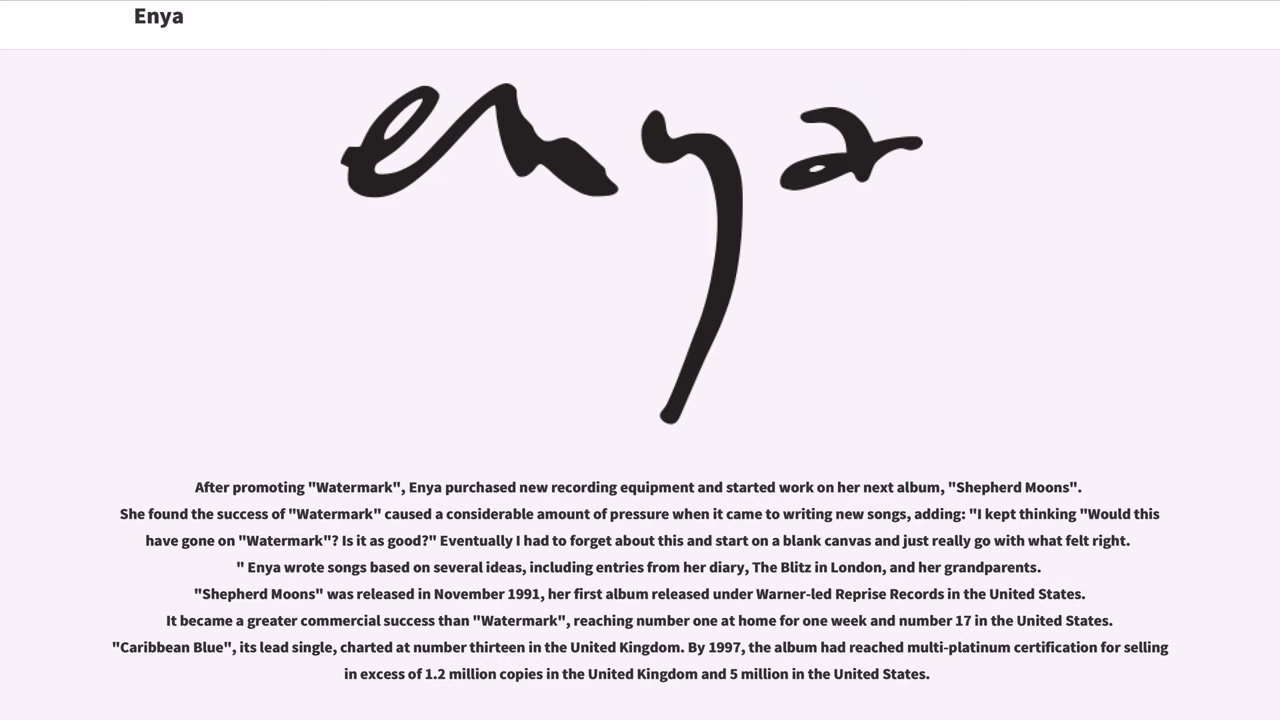 Enya
enya
After promoting "Watermark", Enya purchased new recording equipment and started work on her next album, "Shepherd Moons".
She found the success of "Watermark" caused a considerable amount of pressure when it came to writing new songs, adding: "I kept thinking "Would this
have gone on "Watermark"? Is it as good?" Eventually I had to forget about this and start on a blank canvas and just really go with what felt right.
" Enya wrote songs based on several ideas, including entries from her diary, The Blitz in London, and her grandparents.
"Shepherd Moons" was released in November 1991, her first album released under Warner-led Reprise Records in the United States.
It became a greater commercial success than "Watermark", reaching number one at home for one week and number 17 in the United States.
"Caribbean Blue", its lead single, charted at number thirteen in the United Kingdom. By 1997, the album had reached multi-platinum certification for selling
in excess of 1.2 million copies in the United Kingdom and 5 million in the United States.